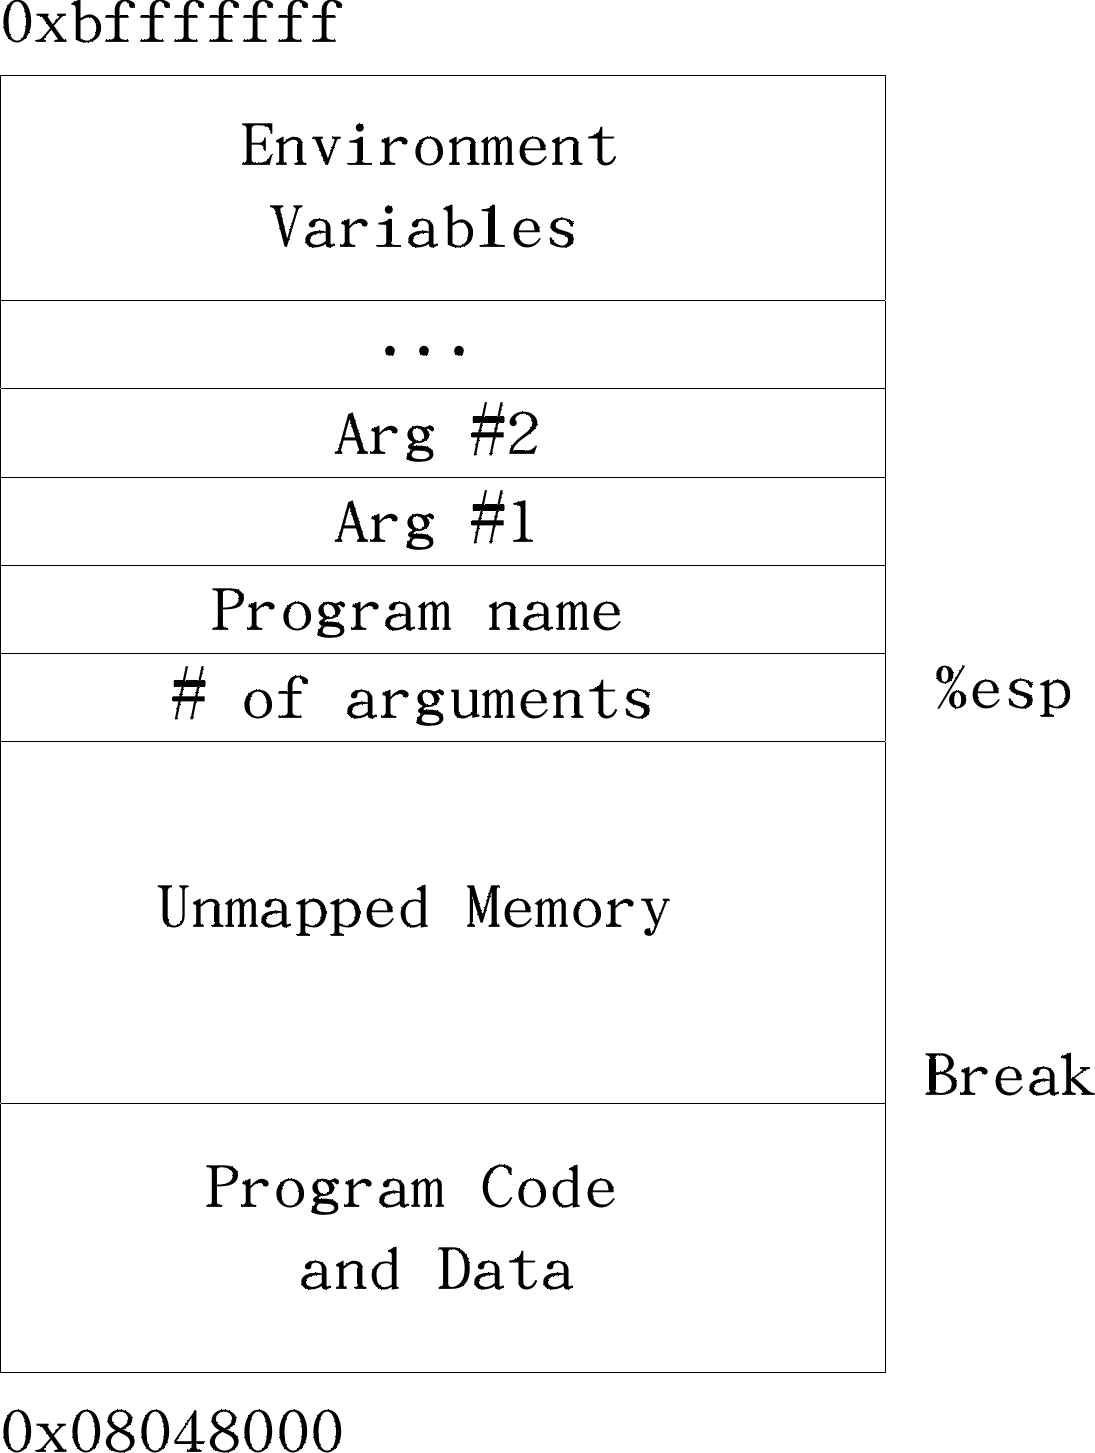 0xbfffffff
Environment
Variables
...
Arg #2
Arg #1
Program name
# of arguments
%esp
Unmapped Memory
Break
Program Code
and Data
0x08048000